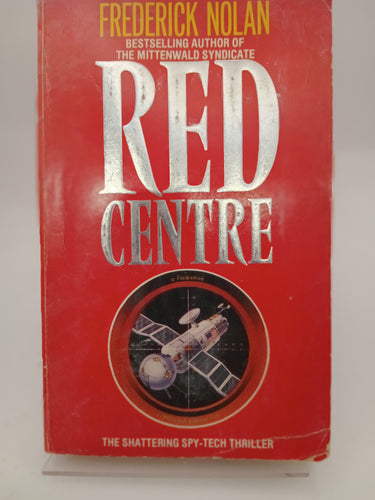 FREDERICK NOLAN
BESTSELLING AUTHOR OF
THE MITTENWALD SYNDICATE
RED
CENTRE
THE SHATTERING SPY-TECH THRILLER